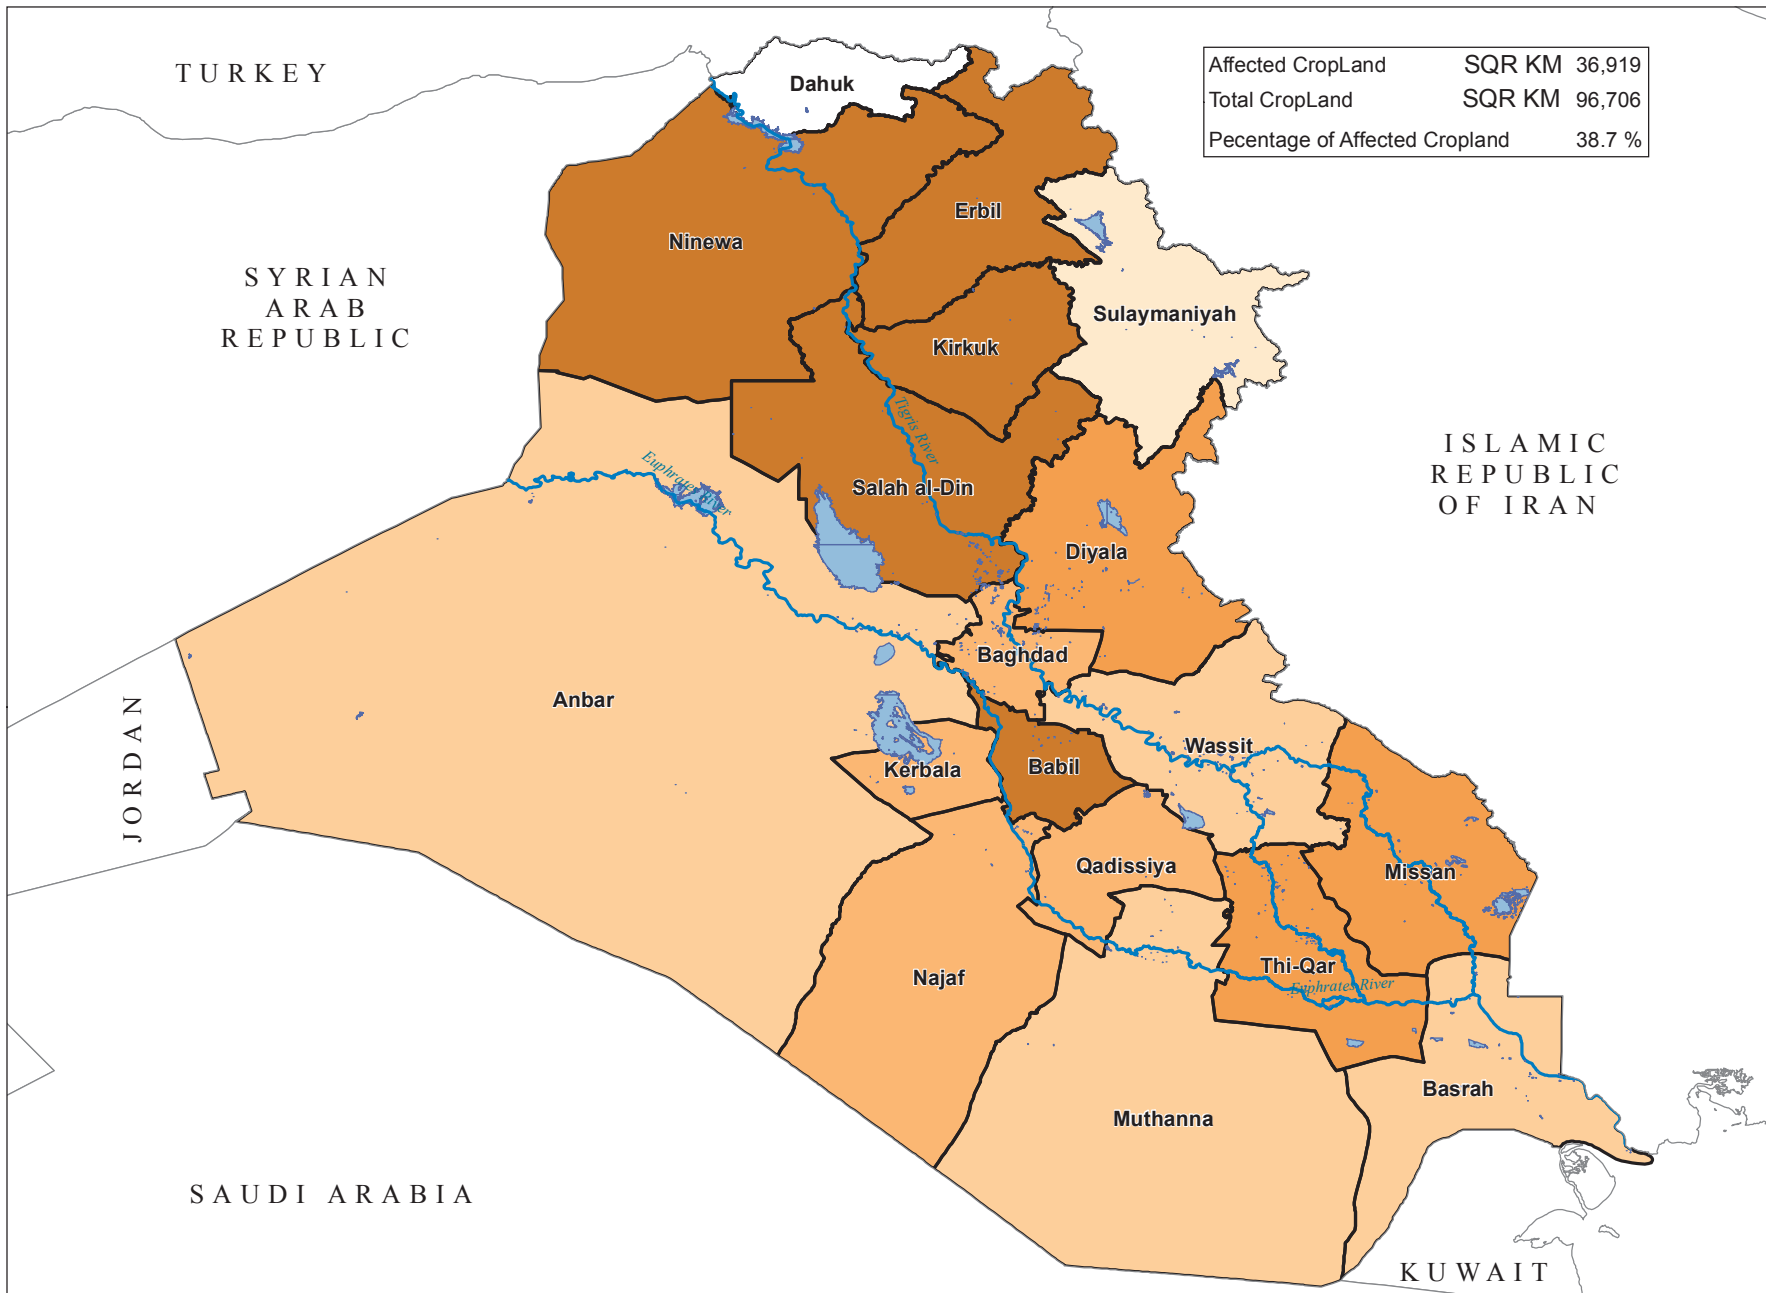 TURKEY
Dahuk
Affected CropLand SQR KM 36,919
Total CropLand SQR KM 96,706
Pecentage of Affected Cropland 38.7 %
Erbil
Ninewa
SYRIAN
ARAB
REPUBLIC
Sulaymaniyah
Kirkuk
Tigris River
ISLAMIC
REPUBLIC
OF IRAN
Euphrates River
Salah al-Din
Diyala
Baghdad
Anbar
JORDAN
Wassit
Kerbala
Babil
Qadissiya
Missan
Najaf
Thi-Qar
Euphrates River
Basrah
Muthanna
SAUDI ARABIA
KUWAIT